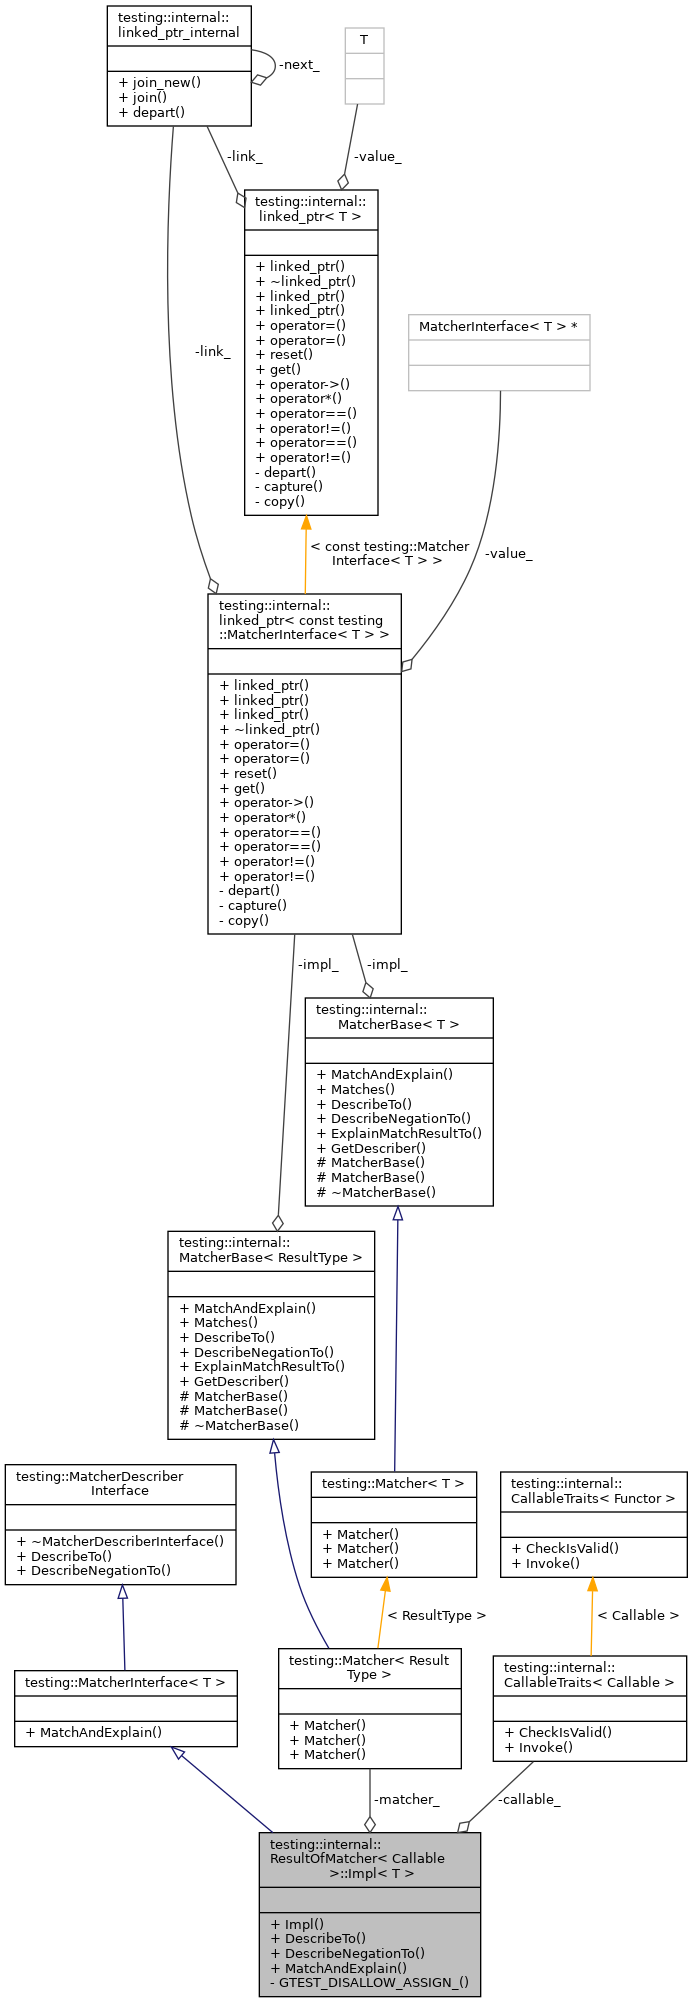 testing::internal::
linked_ptr_internal
+ join_new()
+ join()
+ depart()
-next_
T
-link_
-value_
testing::internal::
linked_ptr< T >
+ linked_ptr()
+ ~linked_ptr()
+ linked_ptr()
+ linked_ptr()
+ operator=()
+ operator=()
+ reset()
+ get()
+ operator->()
+ operator*()
+ operator==()
+ operator!=()
+ operator==()
+ operator!=()
- depart()
- capture()
- copy()
MatcherInterface< T > *
-link_
< const testing::Matcher
Interface< T > >
-value_
testing::internal::
linked_ptr< const testing
::MatcherInterface< T > >
+ linked_ptr()
+ linked_ptr()
+ linked_ptr()
+ ~linked_ptr()
+ operator=()
+ operator=()
+ reset()
+ get()
+ operator->()
+ operator*()
+ operator==()
+ operator==()
+ operator!=()
+ operator!=()
- depart()
- capture()
- copy()
-impl_
-impl_
testing::internal::
MatcherBase< T >
+ MatchAndExplain()
+ Matches()
+ DescribeTo()
+ DescribeNegationTo()
+ ExplainMatchResultTo()
+ GetDescriber()
# MatcherBase()
# MatcherBase()
# ~MatcherBase()
testing::internal::
MatcherBase< ResultType >
+ MatchAndExplain()
+ Matches()
+ DescribeTo()
+ DescribeNegationTo()
+ ExplainMatchResultTo()
+ GetDescriber()
# MatcherBase()
# MatcherBase()
# ~MatcherBase()
testing::MatcherDescriber
Interface
+ ~MatcherDescriberInterface()
+ DescribeTo()
+ DescribeNegationTo()
testing::Matcher< T >
+ Matcher()
+ Matcher()
+ Matcher()
testing::internal::
CallableTraits< Functor >
+ CheckIsValid()
+ Invoke()
< ResultType >
< Callable >
testing::MatcherInterface< T >
+ MatchAndExplain()
testing::Matcher< Result
Type >
+ Matcher()
+ Matcher()
+ Matcher()
testing::internal::
CallableTraits< Callable >
+ CheckIsValid()
+ Invoke()
-matcher_
-callable_
testing::internal::
ResultOfMatcher< Callable
>::Impl< T >
+ Impl()
+ DescribeTo()
+ DescribeNegationTo()
+ MatchAndExplain()
- GTEST_DISALLOW_ASSIGN_()